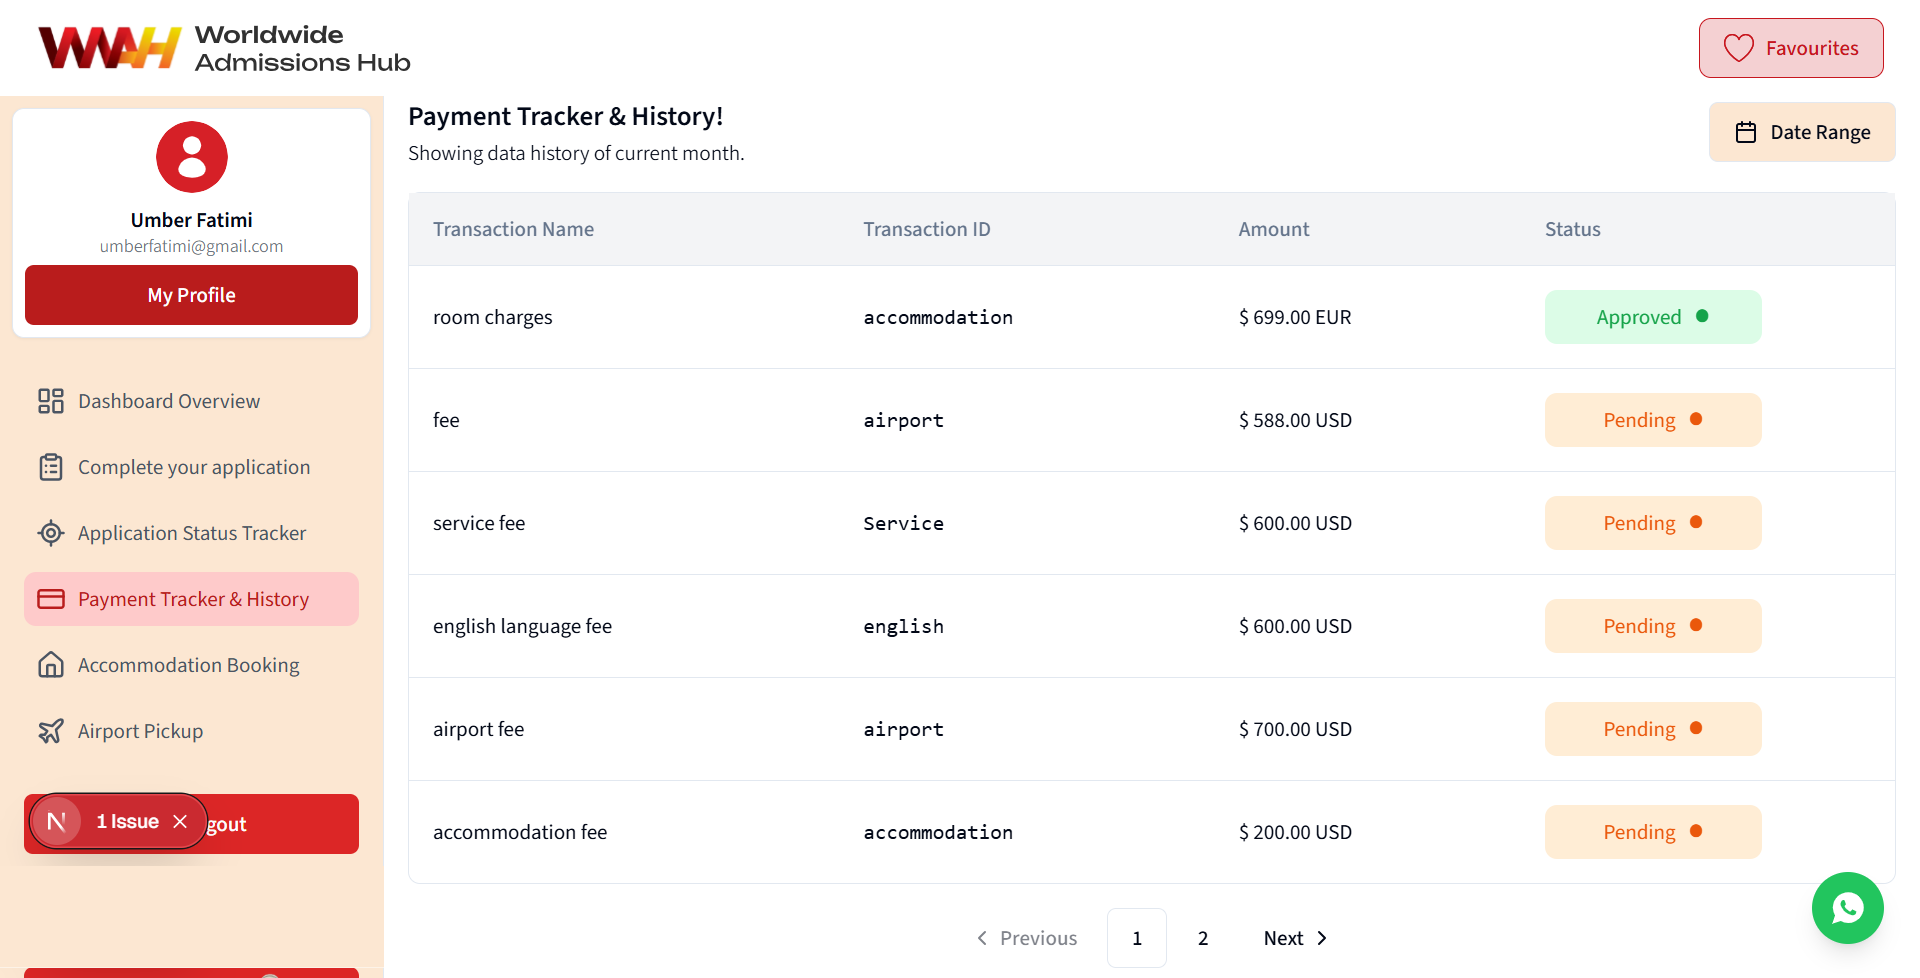 WWAH
Worldwide
Admissions Hub
Favourites
Umber Fatimi
umberfatimi@gmail.com
My Profile
Dashboard Overview
Complete your application
Application Status Tracker
Payment Tracker & History
Accommodation Booking
Airport Pickup
N 1 Issue gout
Payment Tracker & History!
Showing data history of current month.
Date Range
Transaction Name Transaction ID Amount Status
room charges accommodation $ 699.00 EUR Approved
fee airport $ 588.00 USD Pending
service fee Service $ 600.00 USD Pending
english language fee english $ 600.00 USD Pending
airport fee airport $ 700.00 USD Pending
accommodation fee accommodation $ 200.00 USD Pending
Previous 1 2 Next